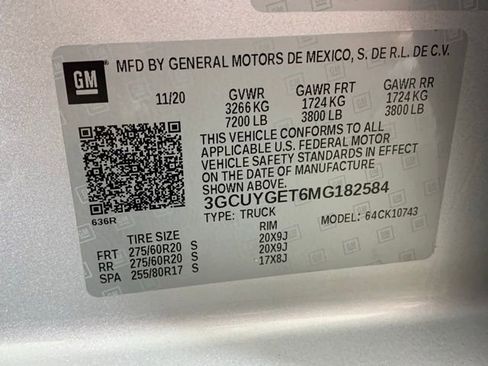 GM
MFD BY GENERAL MOTORS DE MEXICO, S. DE R.L. DE C.V.
11/20 GVWR GAWR FRT GAWR RR
3266 KG 1724 KG 1724 KG
7200 LB 3800 LB 3800 LB
THIS VEHICLE CONFORMS TO ALL
APPLICABLE U.S. FEDERAL MOTOR
VEHICLE SAFETY STANDARDS IN EFFECT
ON THE DATE OF MANUFACTURE
SHOWN ABOVE.
3GCUYGET6MG182584
636R TYPE: TRUCK MODEL: 64CK10743
TIRE SIZE RIM
FRT 275/60R20 S 20X9J
RR 275/60R20 S 20X9J
SPA 255/80R17 S 17X8J